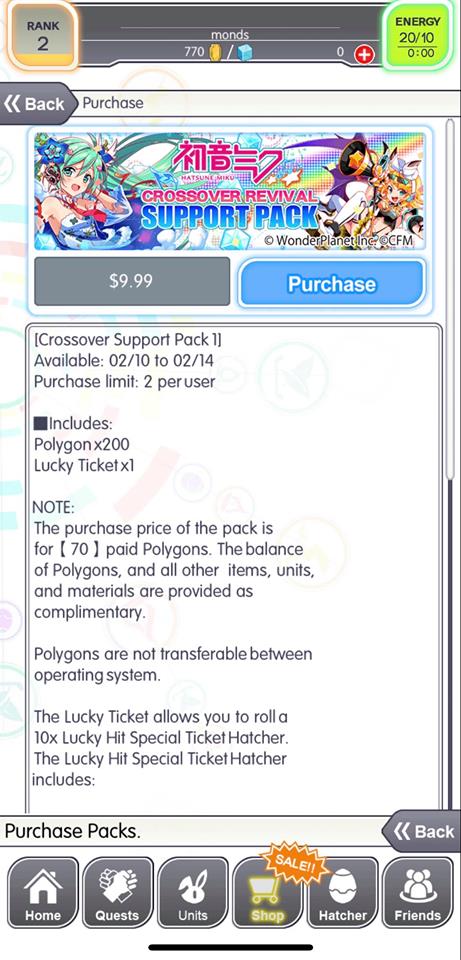 RANK
2
monds
770 / 0
ENERGY
20/10
0:00
Back
Purchase
初音ミク
HATSUNE MIKU
CROSSOVER REVIVAL
SUPPORT PACK
© WonderPlanet Inc. ©CFM
$9.99
Purchase
[Crossover Support Pack 1]
Available: 02/10 to 02/14
Purchase limit: 2 per user
■Includes:
Polygon x200
Lucky Ticket x1
NOTE:
The purchase price of the pack is
for【 70 】paid Polygons. The balance
of Polygons, and all other items, units,
and materials are provided as
complimentary.
Polygons are not transferable between
operating system.
The Lucky Ticket allows you to roll a
10x Lucky Hit Special Ticket Hatcher.
The Lucky Hit Special Ticket Hatcher
includes:
Purchase Packs.
Back
SALE!!
Home
Quests
Units
Shop
Hatcher
Friends